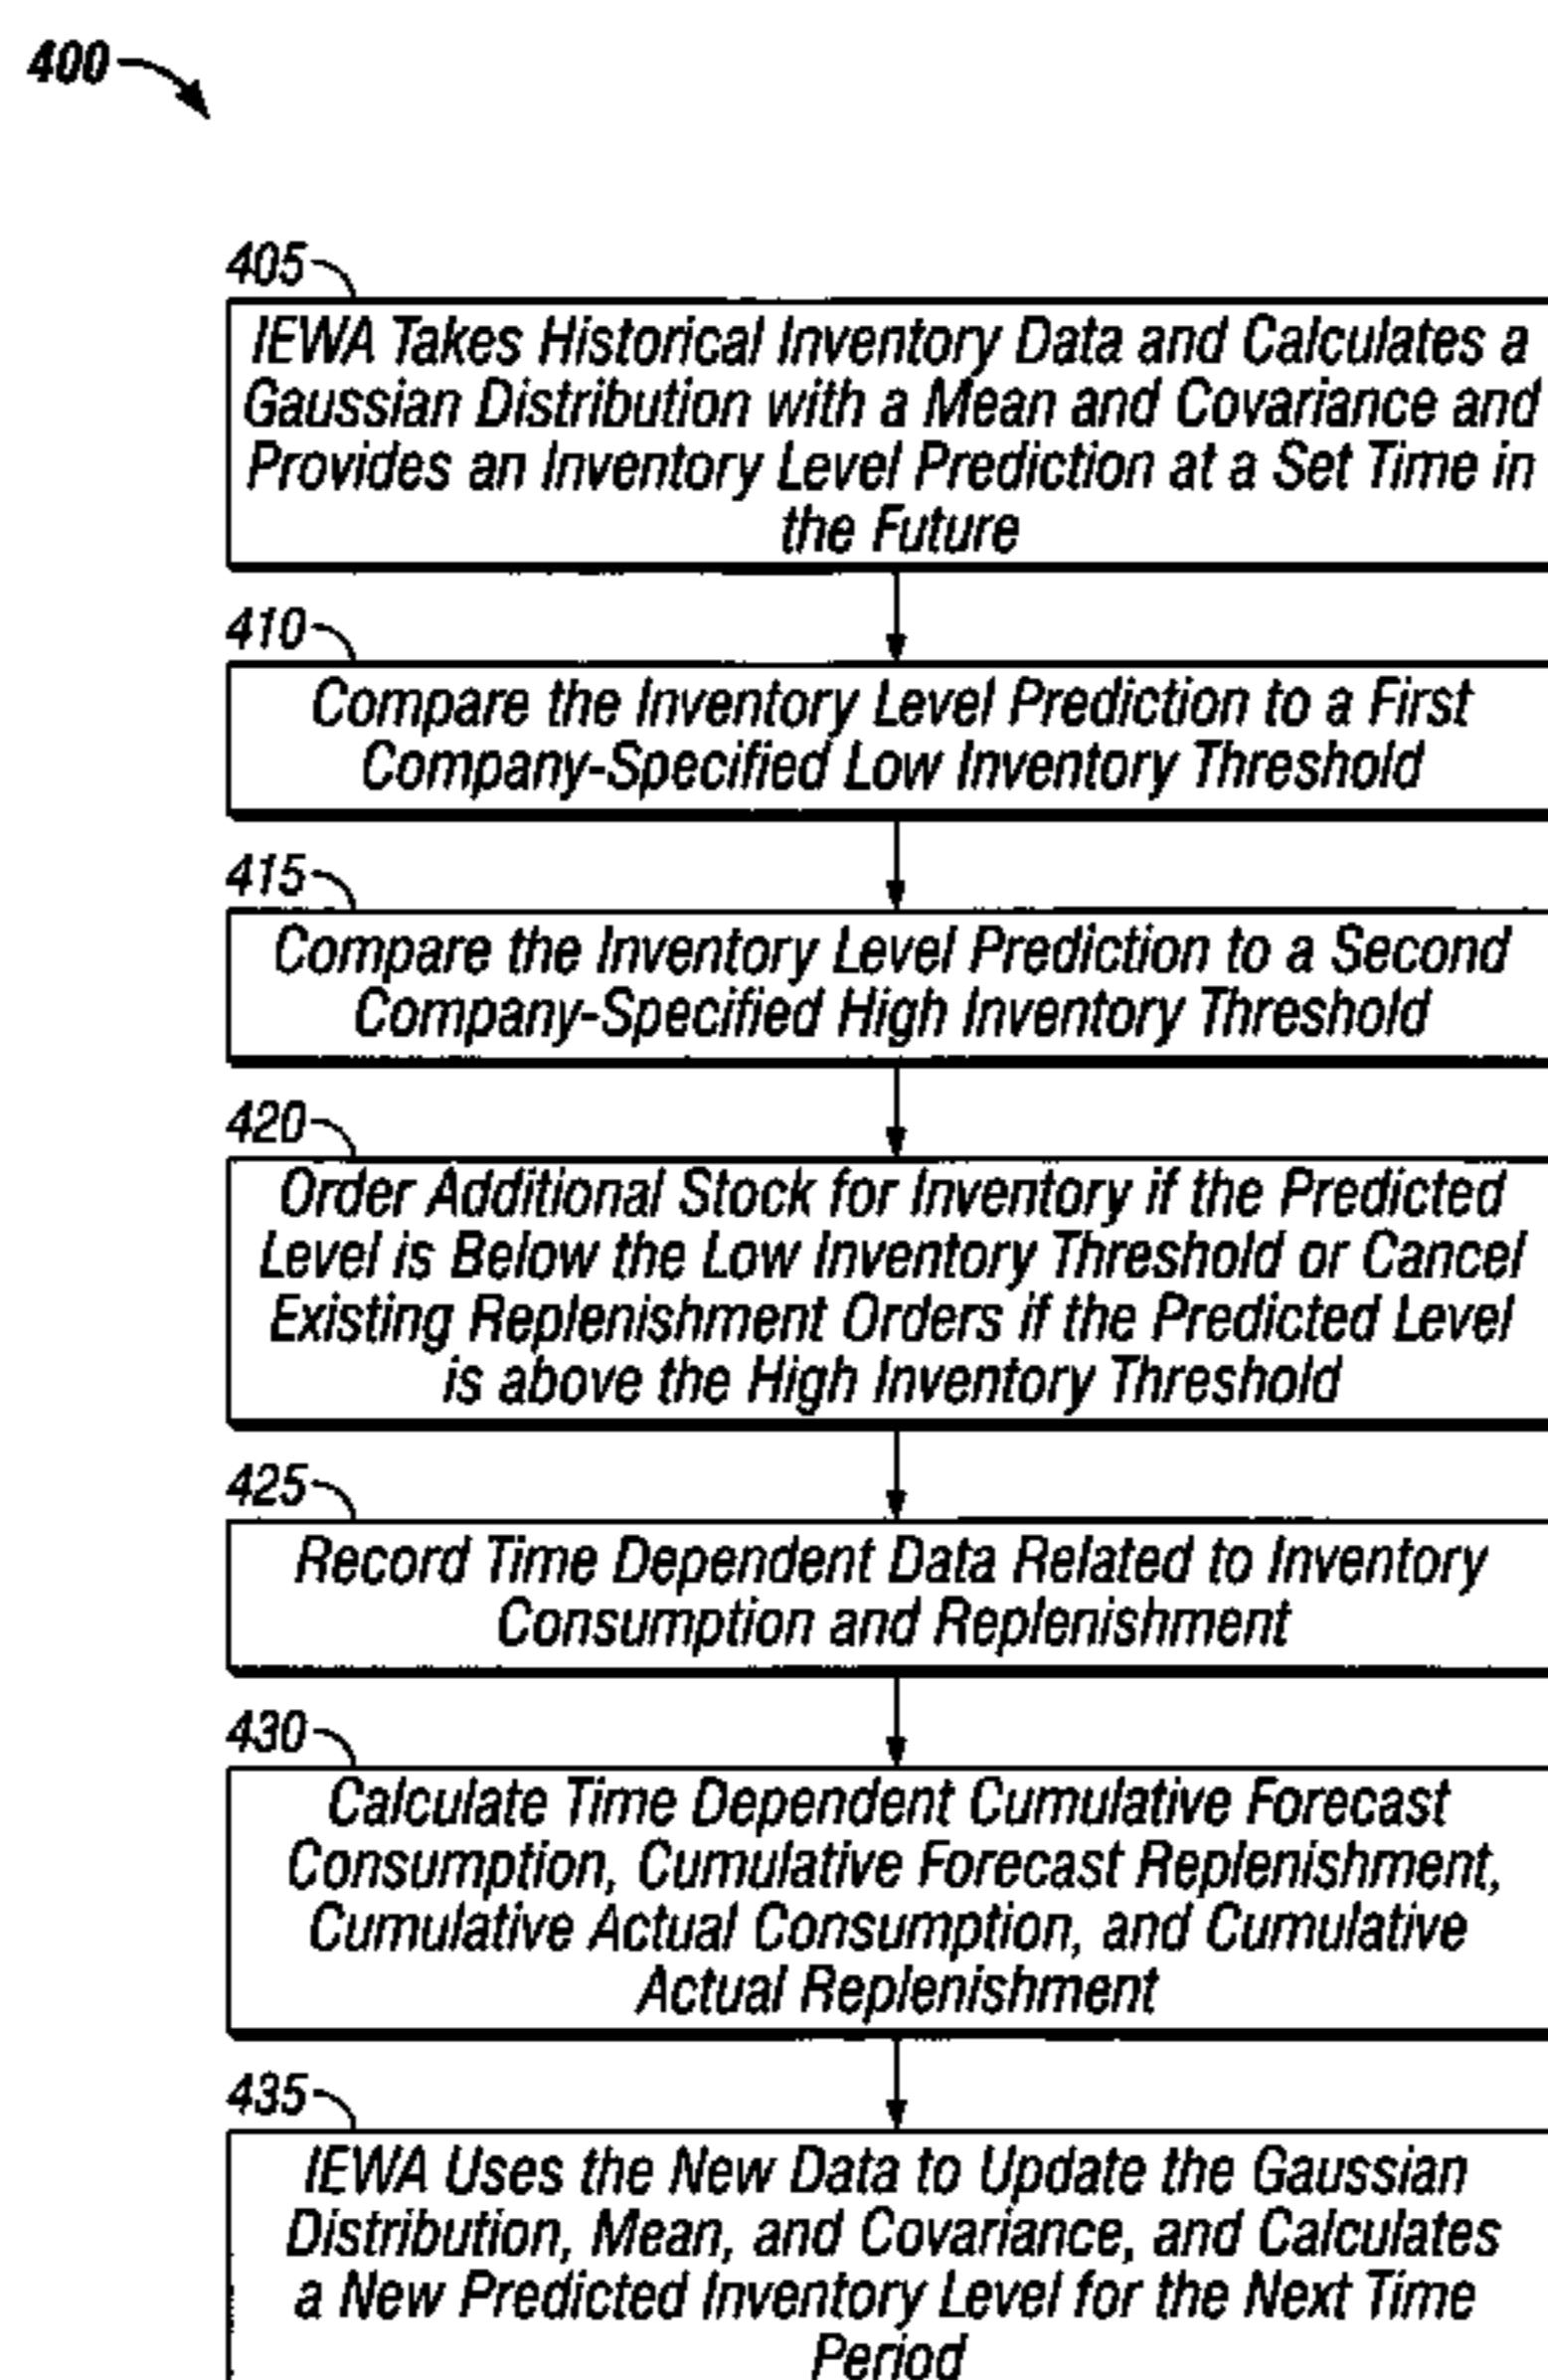 400
405
IEWA Takes Historical Inventory Data and Calculates a
Gaussian Distribution with a Mean and Covariance and
Provides an Inventory Level Prediction at a Set Time in
the Future
410
Compare the Inventory Level Prediction to a First
Company-Specified Low Inventory Threshold
415
Compare the Inventory Level Prediction to a Second
Company-Specified High Inventory Threshold
420
Order Additional Stock for Inventory if the Predicted
Level is Below the Low Inventory Threshold or Cancel
Existing Replenishment Orders if the Predicted Level
is above the High Inventory Threshold
425
Record Time Dependent Data Related to Inventory
Consumption and Replenishment
430
Calculate Time Dependent Cumulative Forecast
Consumption, Cumulative Forecast Replenishment,
Cumulative Actual Consumption, and Cumulative
Actual Replenishment
435
IEWA Uses the New Data to Update the Gaussian
Distribution, Mean, and Covariance, and Calculates
a New Predicted Inventory Level for the Next Time
Period